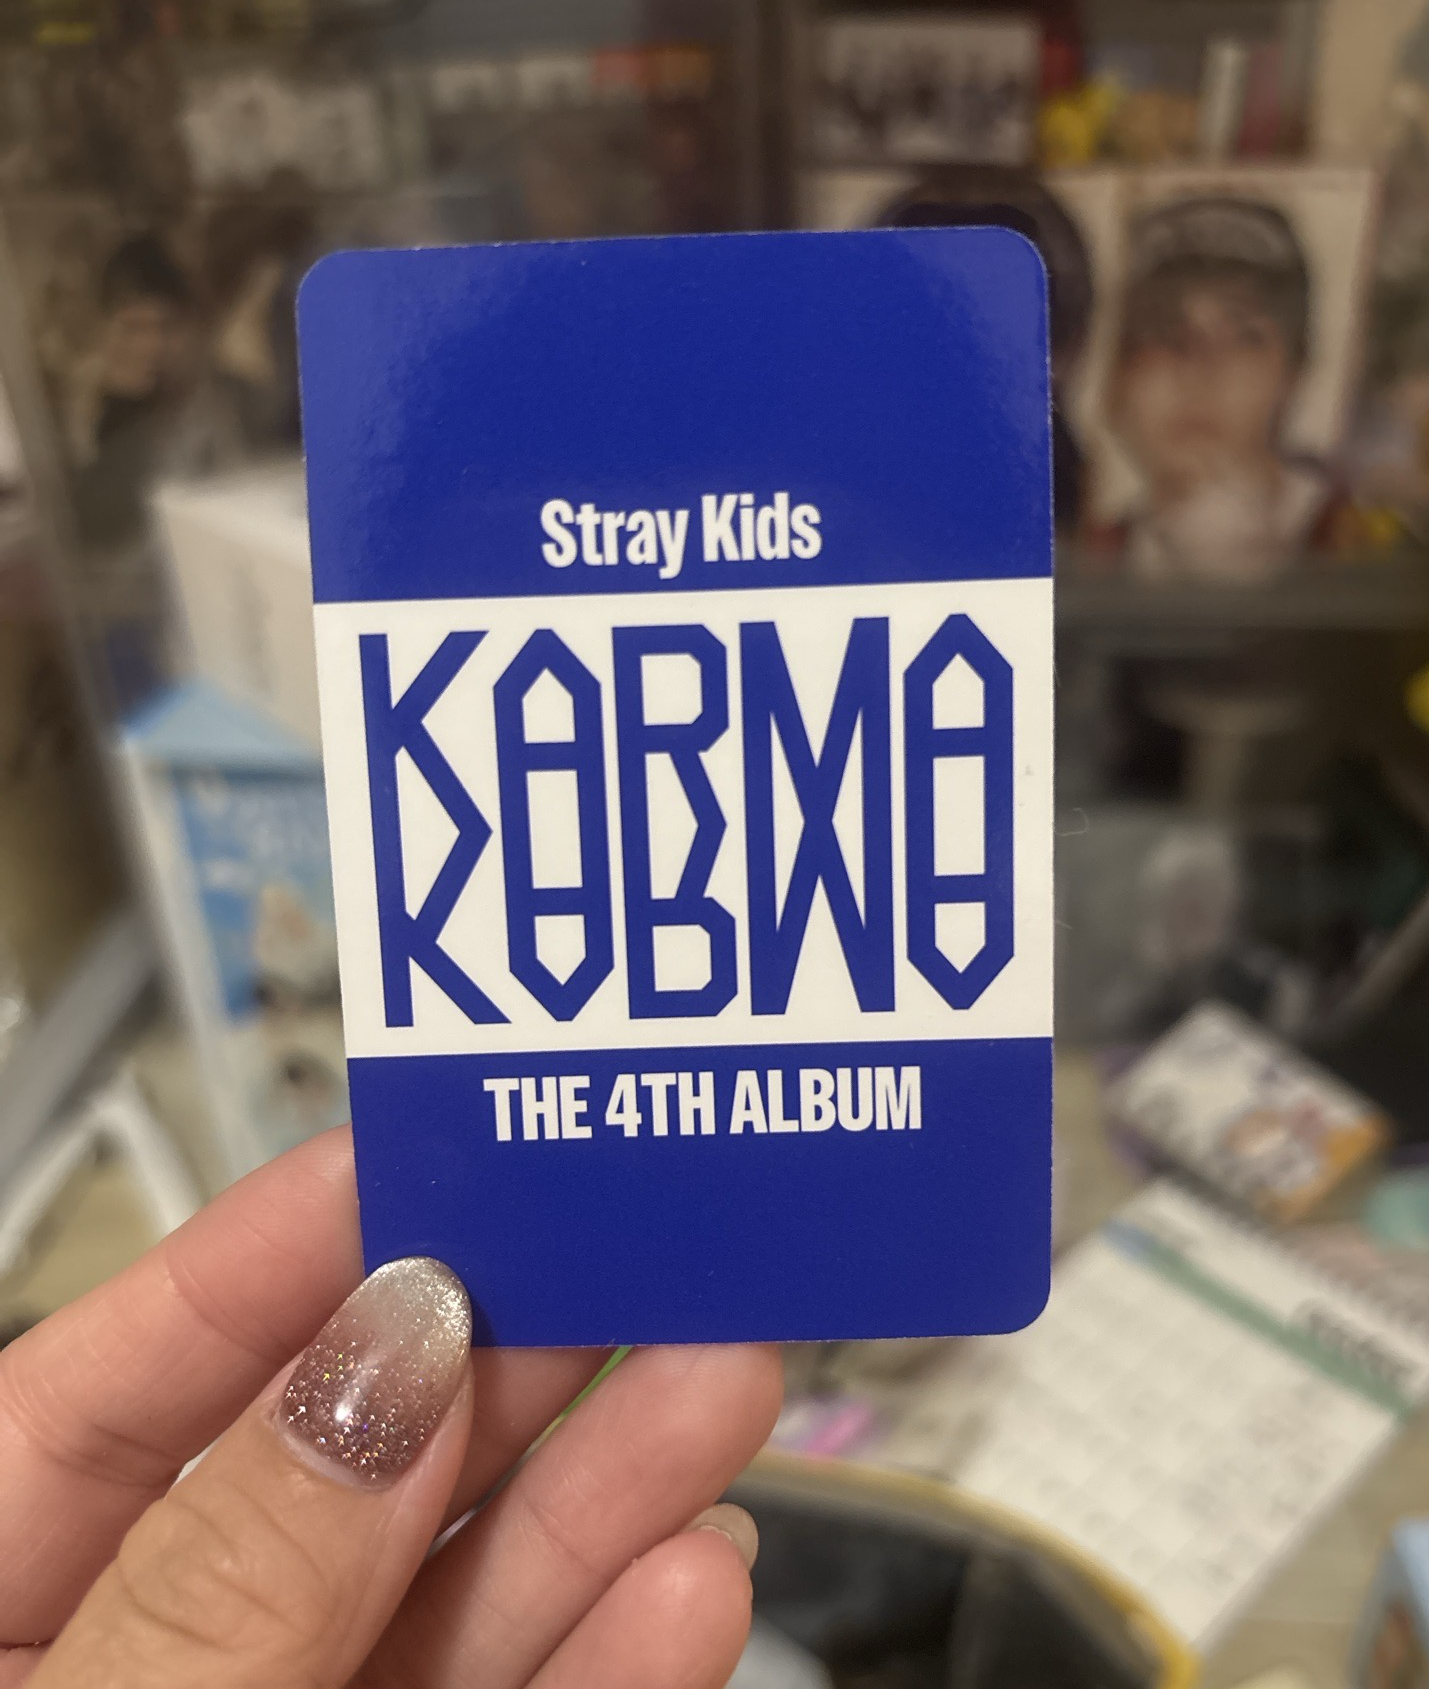 Stray Kids
KARMA
THE 4TH ALBUM